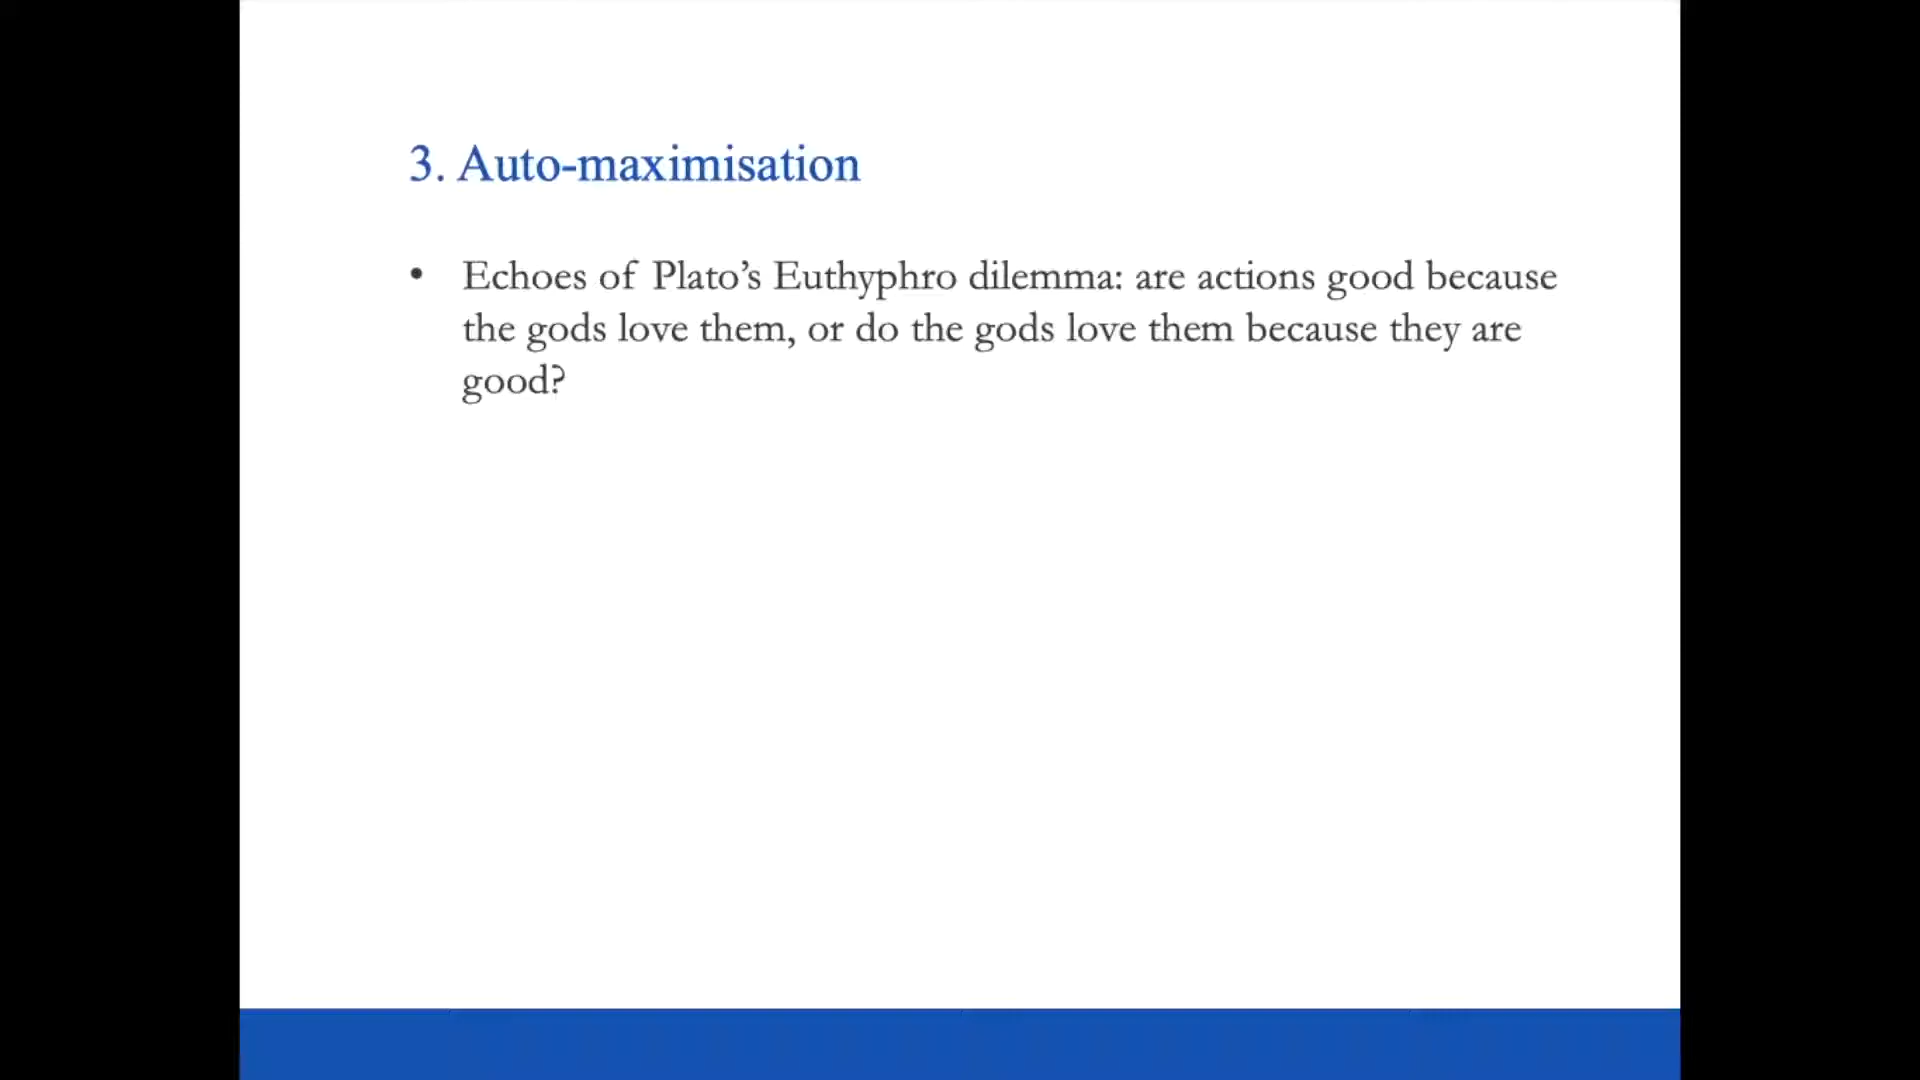 3. Auto-maximisation
• Echoes of Plato’s Euthyphro dilemma: are actions good because
the gods love them, or do the gods love them because they are
good?